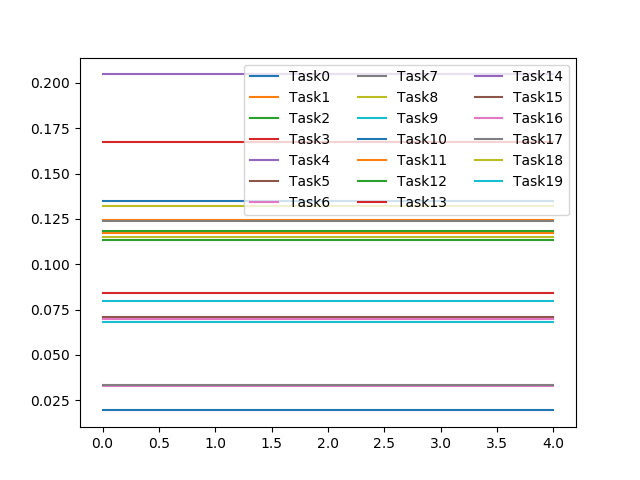 0.200
0.175
0.150
0.125
0.100
0.075
0.050
0.025
0.0 0.5 1.0 1.5 2.0 2.5 3.0 3.5 4.0
Task0 Task7 Task14
Task1 Task8 Task15
Task2 Task9 Task16
Task3 Task10 Task17
Task4 Task11 Task18
Task5 Task12 Task19
Task6 Task13